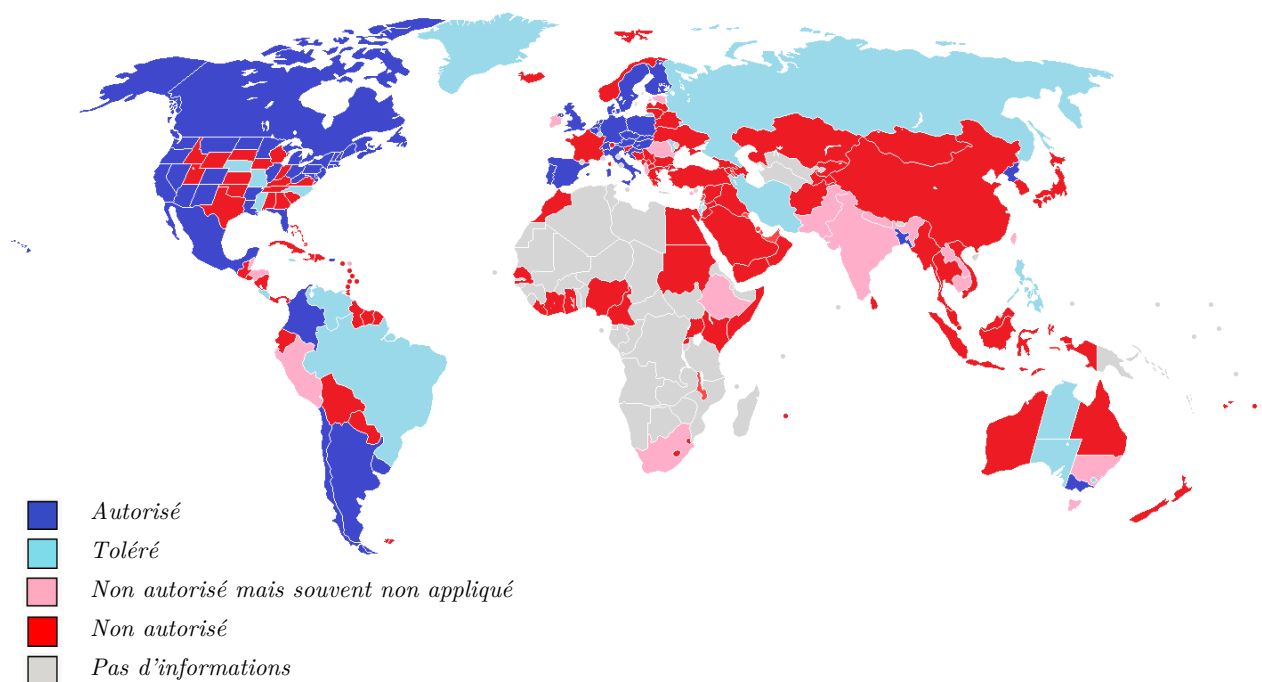 Autorisé
Toléré
Non autorisé mais souvent non appliqué
Non autorisé
Pas d'informations